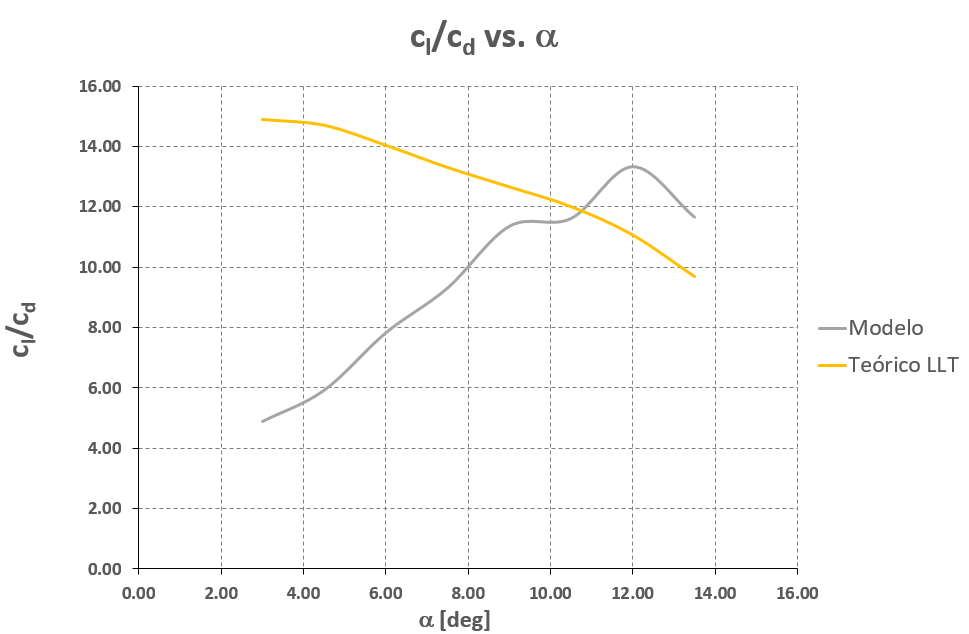 cl/cd vs. α
16.00
14.00
12.00
10.00
8.00
6.00
4.00
2.00
0.00
cl/cd
0.00 2.00 4.00 6.00 8.00 10.00 12.00 14.00 16.00
α [deg]
Modelo
Teórico LLT